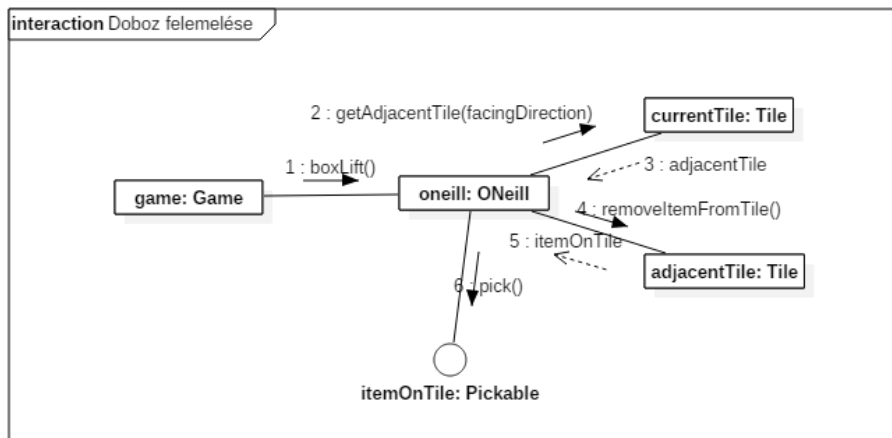 interaction Doboz felemelése
2 : getAdjacentTile(facingDirection)
currentTile: Tile
1 : boxLift()
3 : adjacentTile
game: Game
oneill: ONeill
4 : removeItemFromTile()
5 : itemOnTile
adjacentTile: Tile
6 : pick()
itemOnTile: Pickable